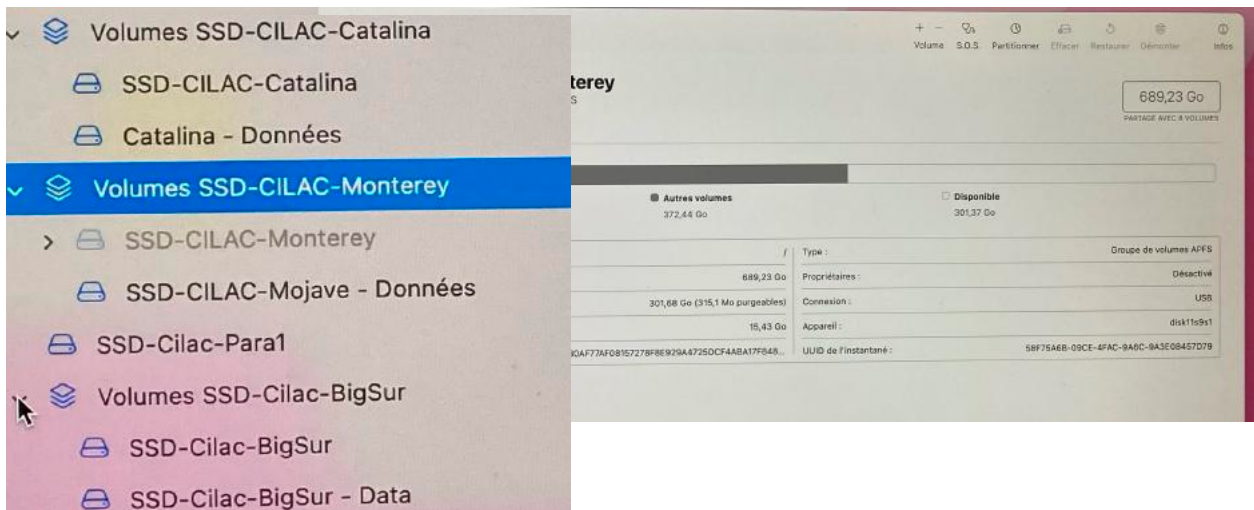 Volumes SSD-CILAC-Catalina
SSD-CILAC-Catalina
Catalina - Données
Volumes SSD-CILAC-Monterey
SSD-CILAC-Monterey
SSD-CILAC-Mojave - Données
SSD-Cilac-Para1
Volumes SSD-Cilac-BigSur
SSD-Cilac-BigSur
SSD-Cilac-BigSur - Data
Volume S.O.S. Partitionner Effacer Restaurer Démonter Infos
terey
S
689,23 Go
PARTAGÉ AVEC 8 VOLUMES
Autres volumes
372,44 Go
Disponible
301,37 Go
/ Type : Groupe de volumes APFS
689,23 Go Propriétaires : Désactivé
301,68 Go (315,1 Mo purgeables) Connexion : USB
15,43 Go Appareil : disk11s9s1
UUID de l'instantané : 58F75A6B-09CE-4FAC-9A6C-9A3E08457D79